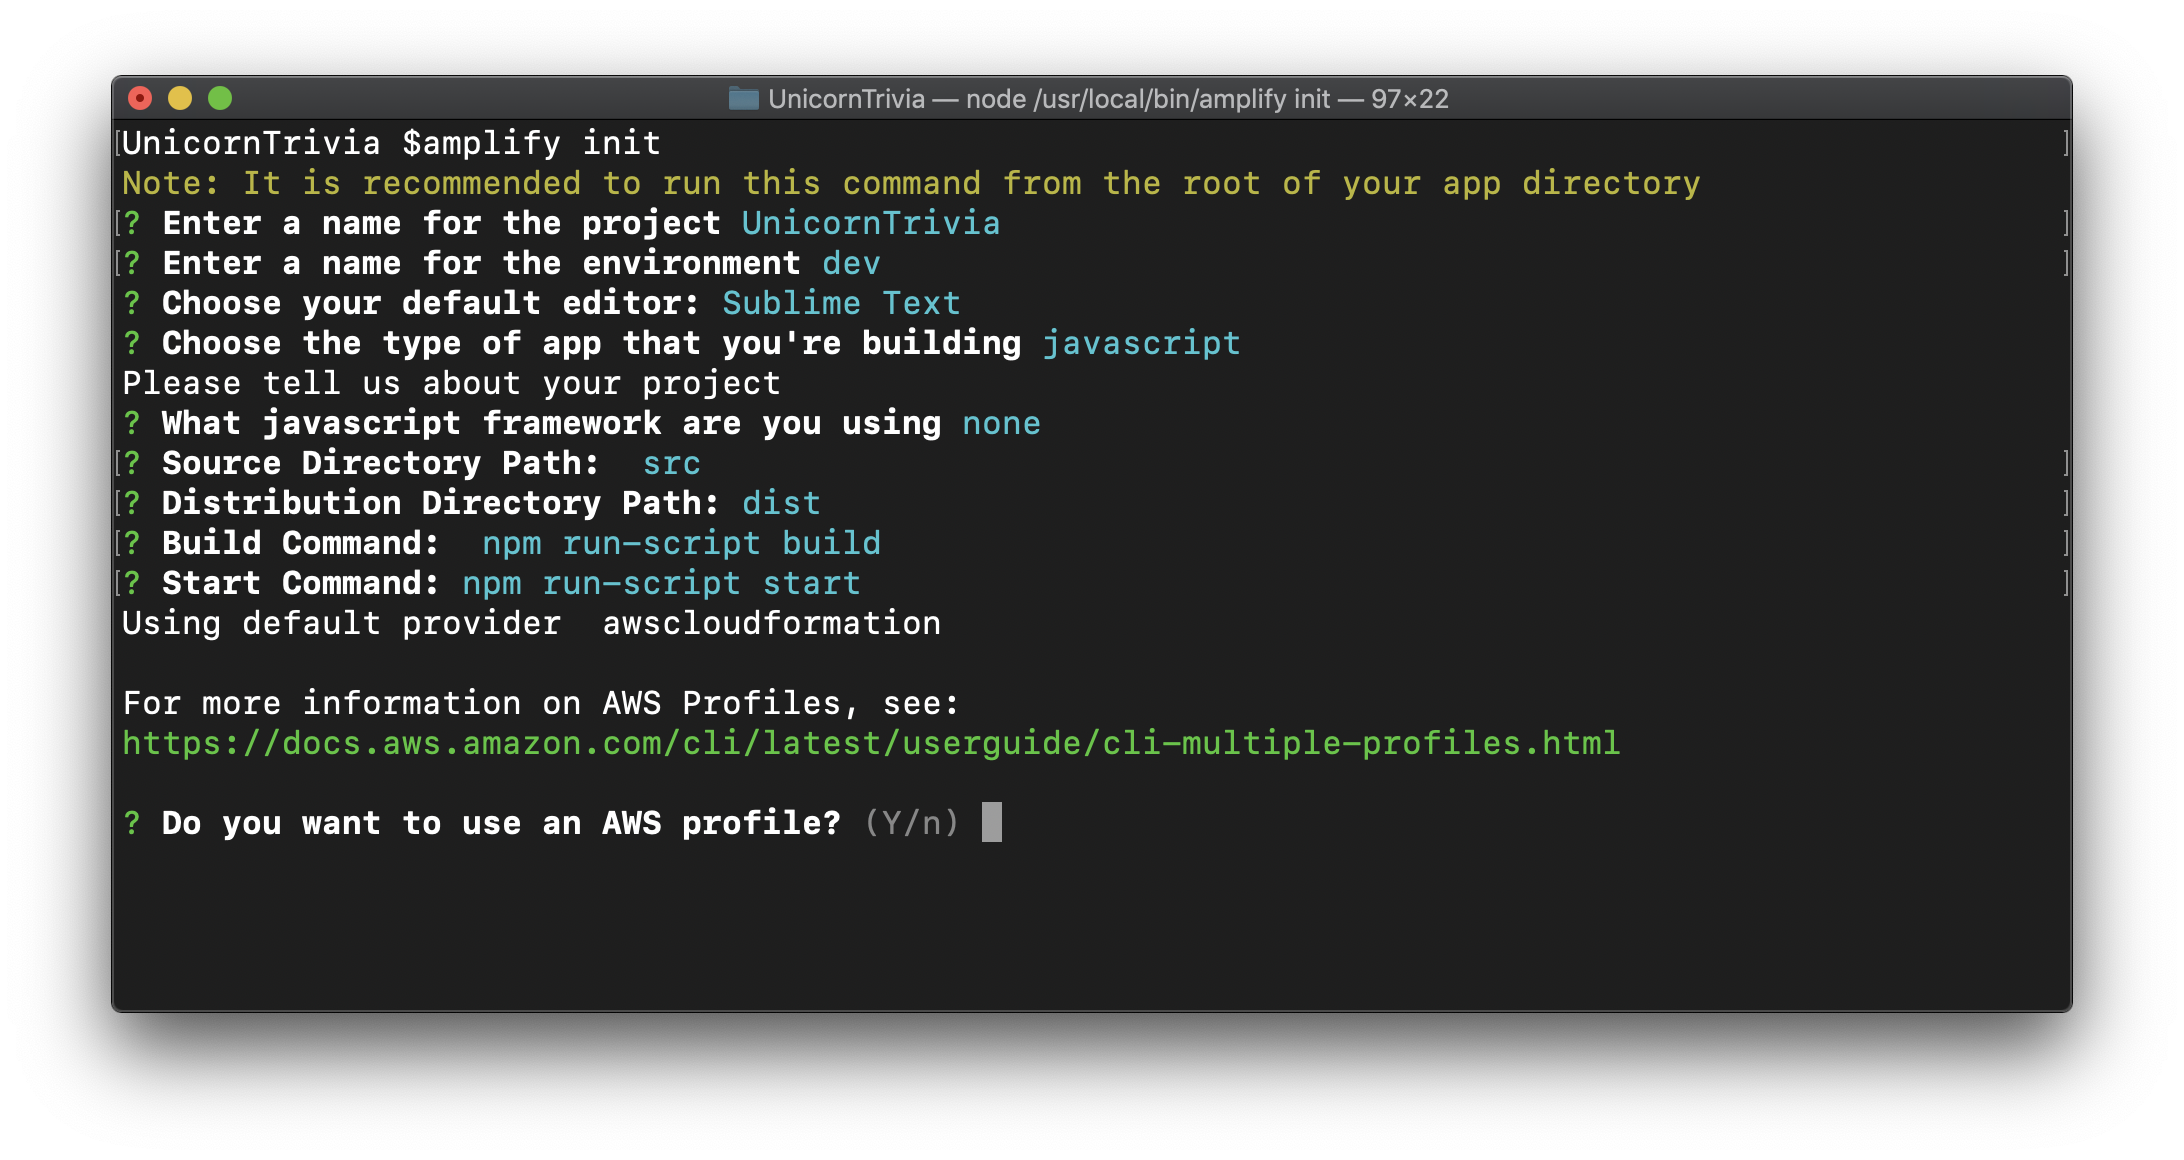 UnicornTrivia — node /usr/local/bin/amplify init — 97×22
[UnicornTrivia $amplify init ]
Note: It is recommended to run this command from the root of your app directory
[? Enter a name for the project UnicornTrivia ]
[? Enter a name for the environment dev ]
? Choose your default editor: Sublime Text
? Choose the type of app that you're building javascript
Please tell us about your project
? What javascript framework are you using none
[? Source Directory Path:  src ]
[? Distribution Directory Path: dist ]
[? Build Command:  npm run-script build ]
[? Start Command: npm run-script start ]
Using default provider  awscloudformation
For more information on AWS Profiles, see:
https://docs.aws.amazon.com/cli/latest/userguide/cli-multiple-profiles.html
? Do you want to use an AWS profile? (Y/n)